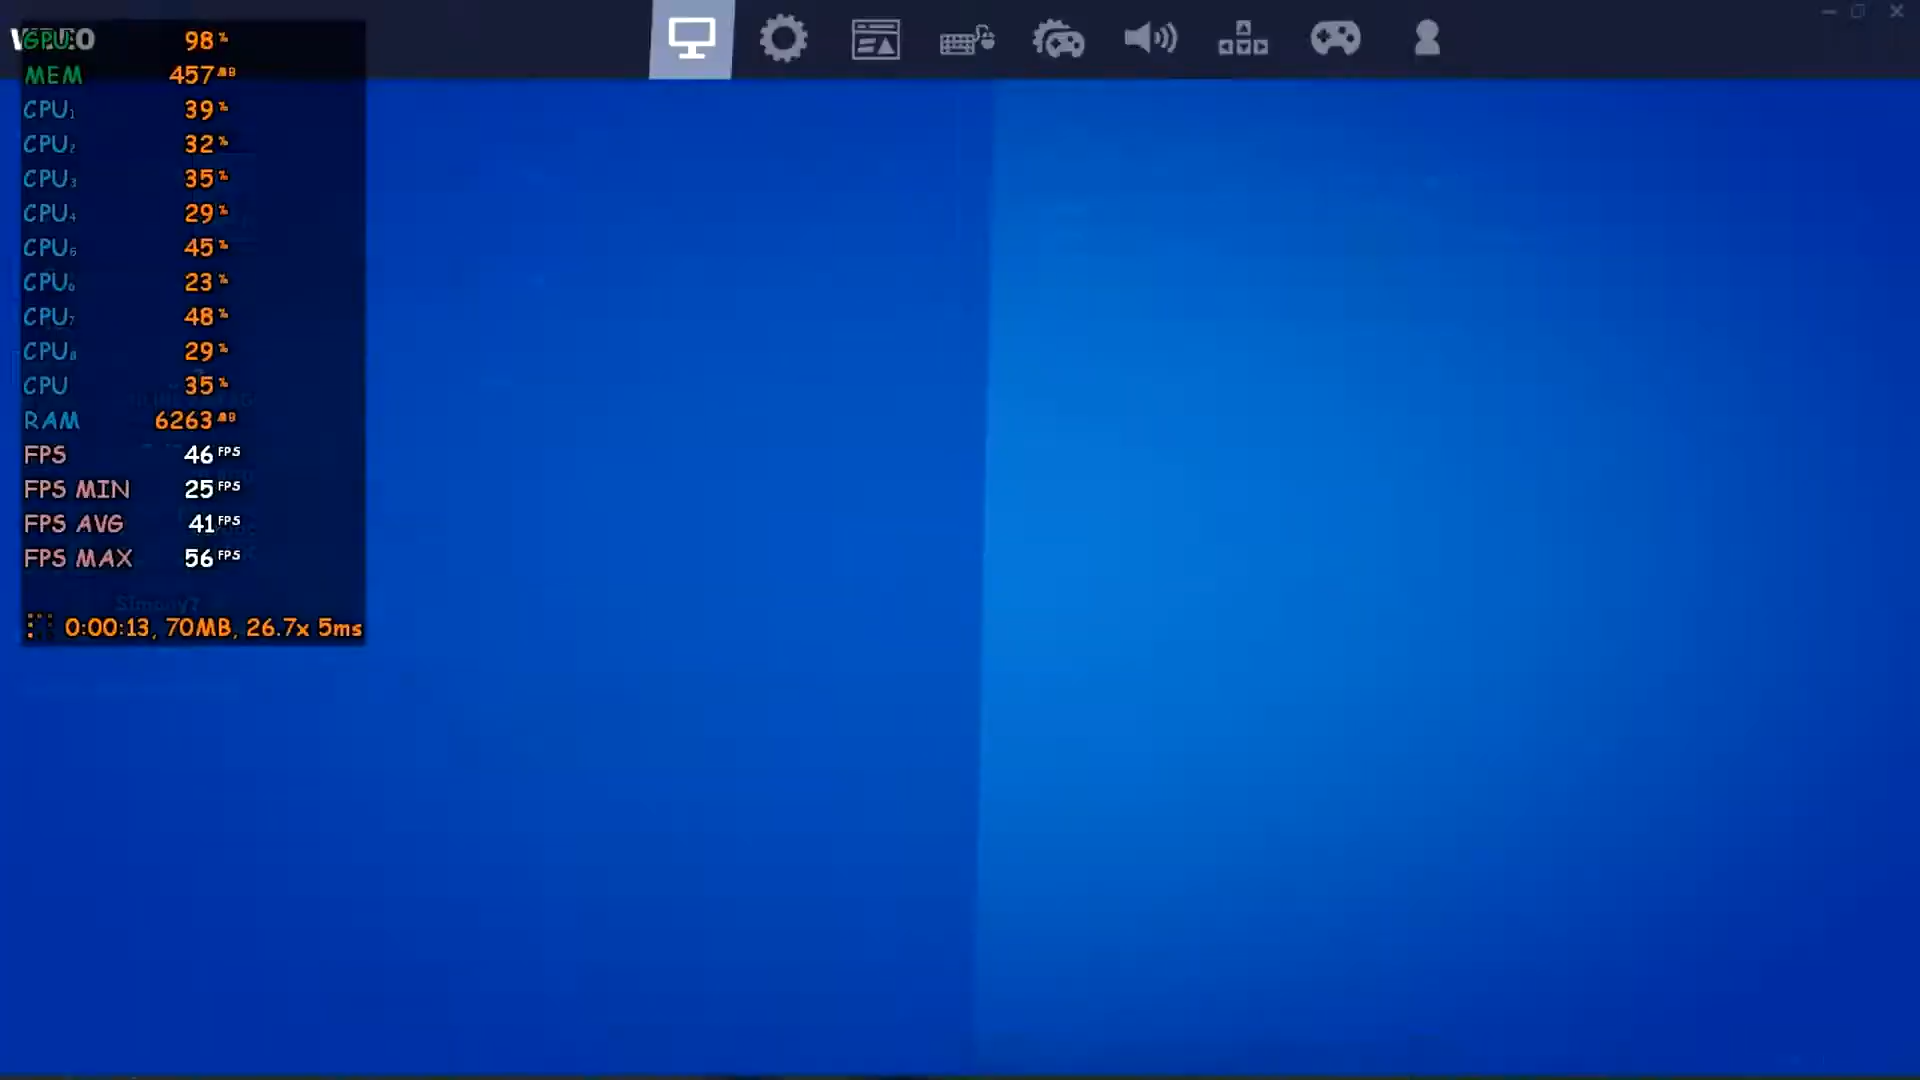 GPU 98 %
MEM 457 MB
CPU1 39 %
CPU2 32 %
CPU3 35 %
CPU4 29 %
CPU5 45 %
CPU6 23 %
CPU7 48 %
CPU8 29 %
CPU 35 %
RAM 6263 MB
FPS 46 FPS
FPS MIN 25 FPS
FPS AVG 41 FPS
FPS MAX 56 FPS
0:00:13, 70MB, 26.7x 5ms